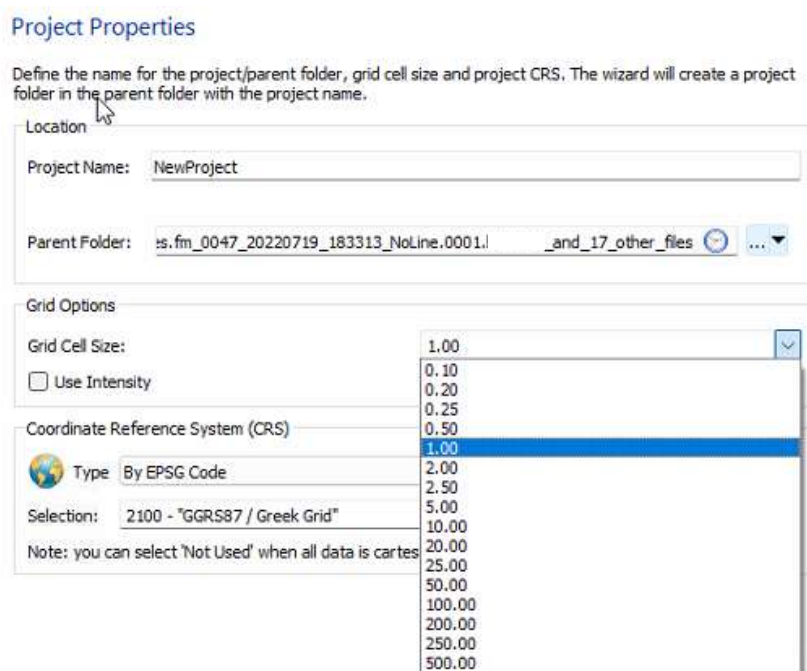 Project Properties
Define the name for the project/parent folder, grid cell size and project CRS. The wizard will create a project
folder in the parent folder with the project name.
Location
Project Name: NewProject
Parent Folder: :s.fm_0047_20220719_183313_NoLine.0001. _and_17_other_files ...
Grid Options
Grid Cell Size: 1.00
Use Intensity
0.10
0.20
0.25
0.50
1.00
2.00
2.50
5.00
10.00
20.00
25.00
50.00
100.00
200.00
250.00
500.00
Coordinate Reference System (CRS)
Type By EPSG Code
Selection: 2100 - "GGRS87 / Greek Grid"
Note: you can select 'Not Used' when all data is cartes